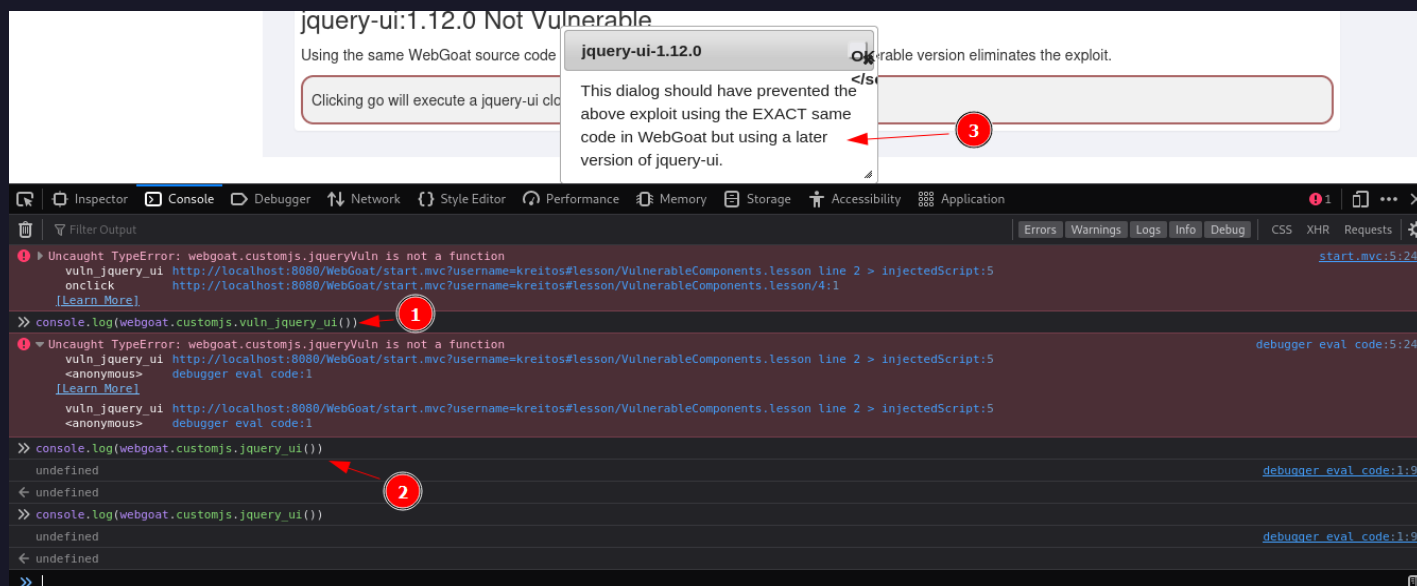 jquery-ui:1.12.0 Not Vulnerable
jquery-ui-1.12.0
OK
Using the same WebGoat source code
rable version eliminates the exploit.
</s
Clicking go will execute a jquery-ui clo
This dialog should have prevented the
above exploit using the EXACT same
code in WebGoat but using a later
version of jquery-ui.
3
Inspector Console Debugger Network {} Style Editor Performance Memory Storage Accessibility Application 1
Filter Output Errors Warnings Logs Info Debug CSS XHR Requests
Uncaught TypeError: webgoat.customjs.jqueryVuln is not a function start.mvc:5:24
vuln_jquery_ui http://localhost:8080/WebGoat/start.mvc?username=kreitos#lesson/VulnerableComponents.lesson line 2 > injectedScript:5
onclick http://localhost:8080/WebGoat/start.mvc?username=kreitos#lesson/VulnerableComponents.lesson/4:1
[Learn More]
1
console.log(webgoat.customjs.vuln_jquery_ui())
Uncaught TypeError: webgoat.customjs.jqueryVuln is not a function debugger eval code:5:24
vuln_jquery_ui http://localhost:8080/WebGoat/start.mvc?username=kreitos#lesson/VulnerableComponents.lesson line 2 > injectedScript:5
<anonymous> debugger eval code:1
[Learn More]
vuln_jquery_ui http://localhost:8080/WebGoat/start.mvc?username=kreitos#lesson/VulnerableComponents.lesson line 2 > injectedScript:5
<anonymous> debugger eval code:1
console.log(webgoat.customjs.jquery_ui())
undefined debugger eval code:1:9
undefined
2
console.log(webgoat.customjs.jquery_ui())
undefined debugger eval code:1:9
undefined